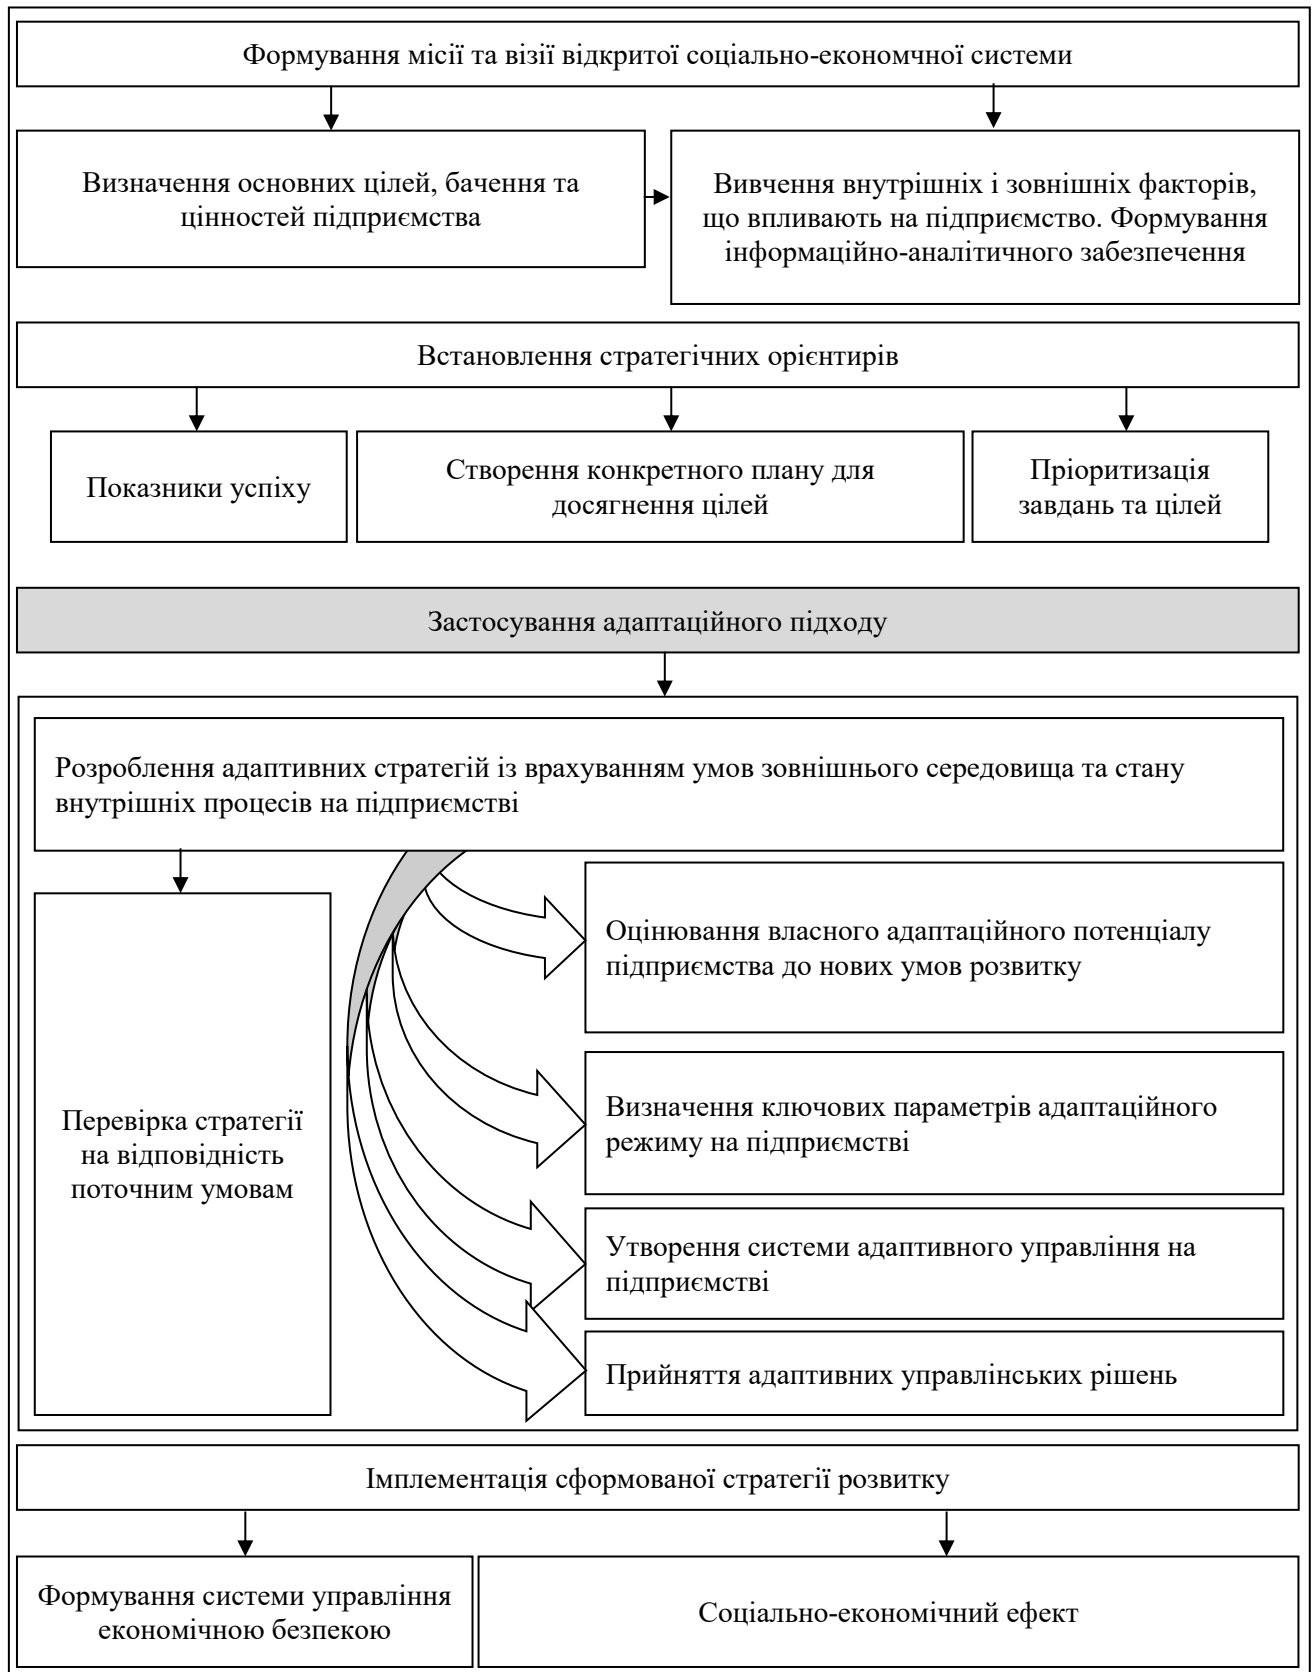 Формування місії та візії відкритої соціально-економчної системи
Визначення основних цілей, бачення та
цінностей підприємства
Вивчення внутрішніх і зовнішніх факторів,
що впливають на підприємство. Формування
інформаційно-аналітичного забезпечення
Встановлення стратегічних орієнтирів
Показники успіху
Створення конкретного плану для
досягнення цілей
Пріоритизація
завдань та цілей
Застосування адаптаційного підходу
Розроблення адаптивних стратегій із врахуванням умов зовнішнього середовища та стану
внутрішніх процесів на підприємстві
Перевірка стратегії
на відповідність
поточним умовам
Оцінювання власного адаптаційного потенціалу
підприємства до нових умов розвитку
Визначення ключових параметрів адаптаційного
режиму на підприємстві
Утворення системи адаптивного управління на
підприємстві
Прийняття адаптивних управлінських рішень
Імплементація сформованої стратегії розвитку
Формування системи управління
економічною безпекою
Соціально-економічний ефект